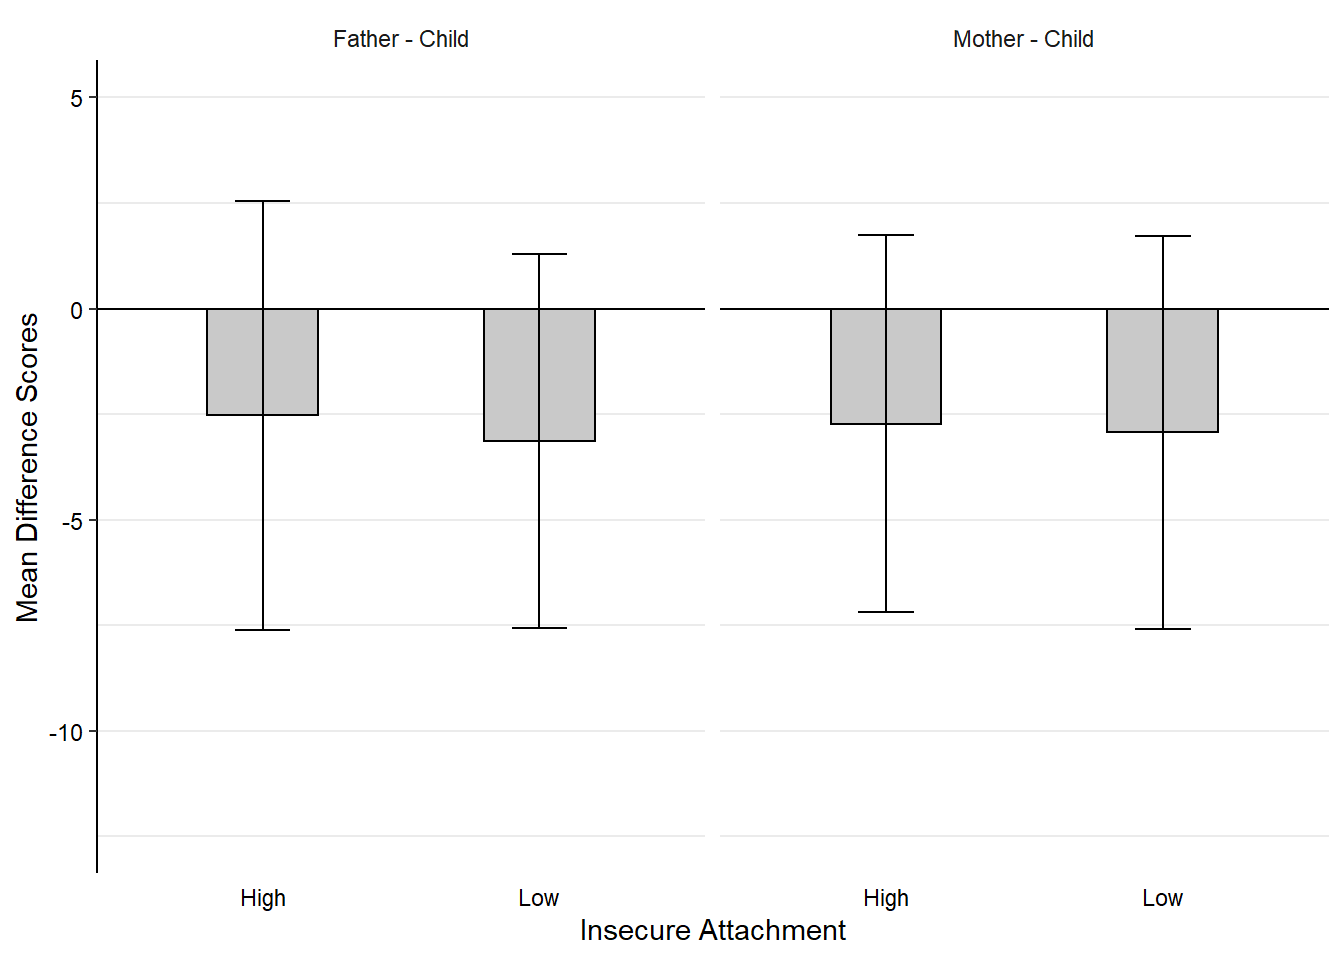 Father - Child
Mother - Child
5
0
-5
-10
Mean Difference Scores
High
Low
High
Low
Insecure Attachment